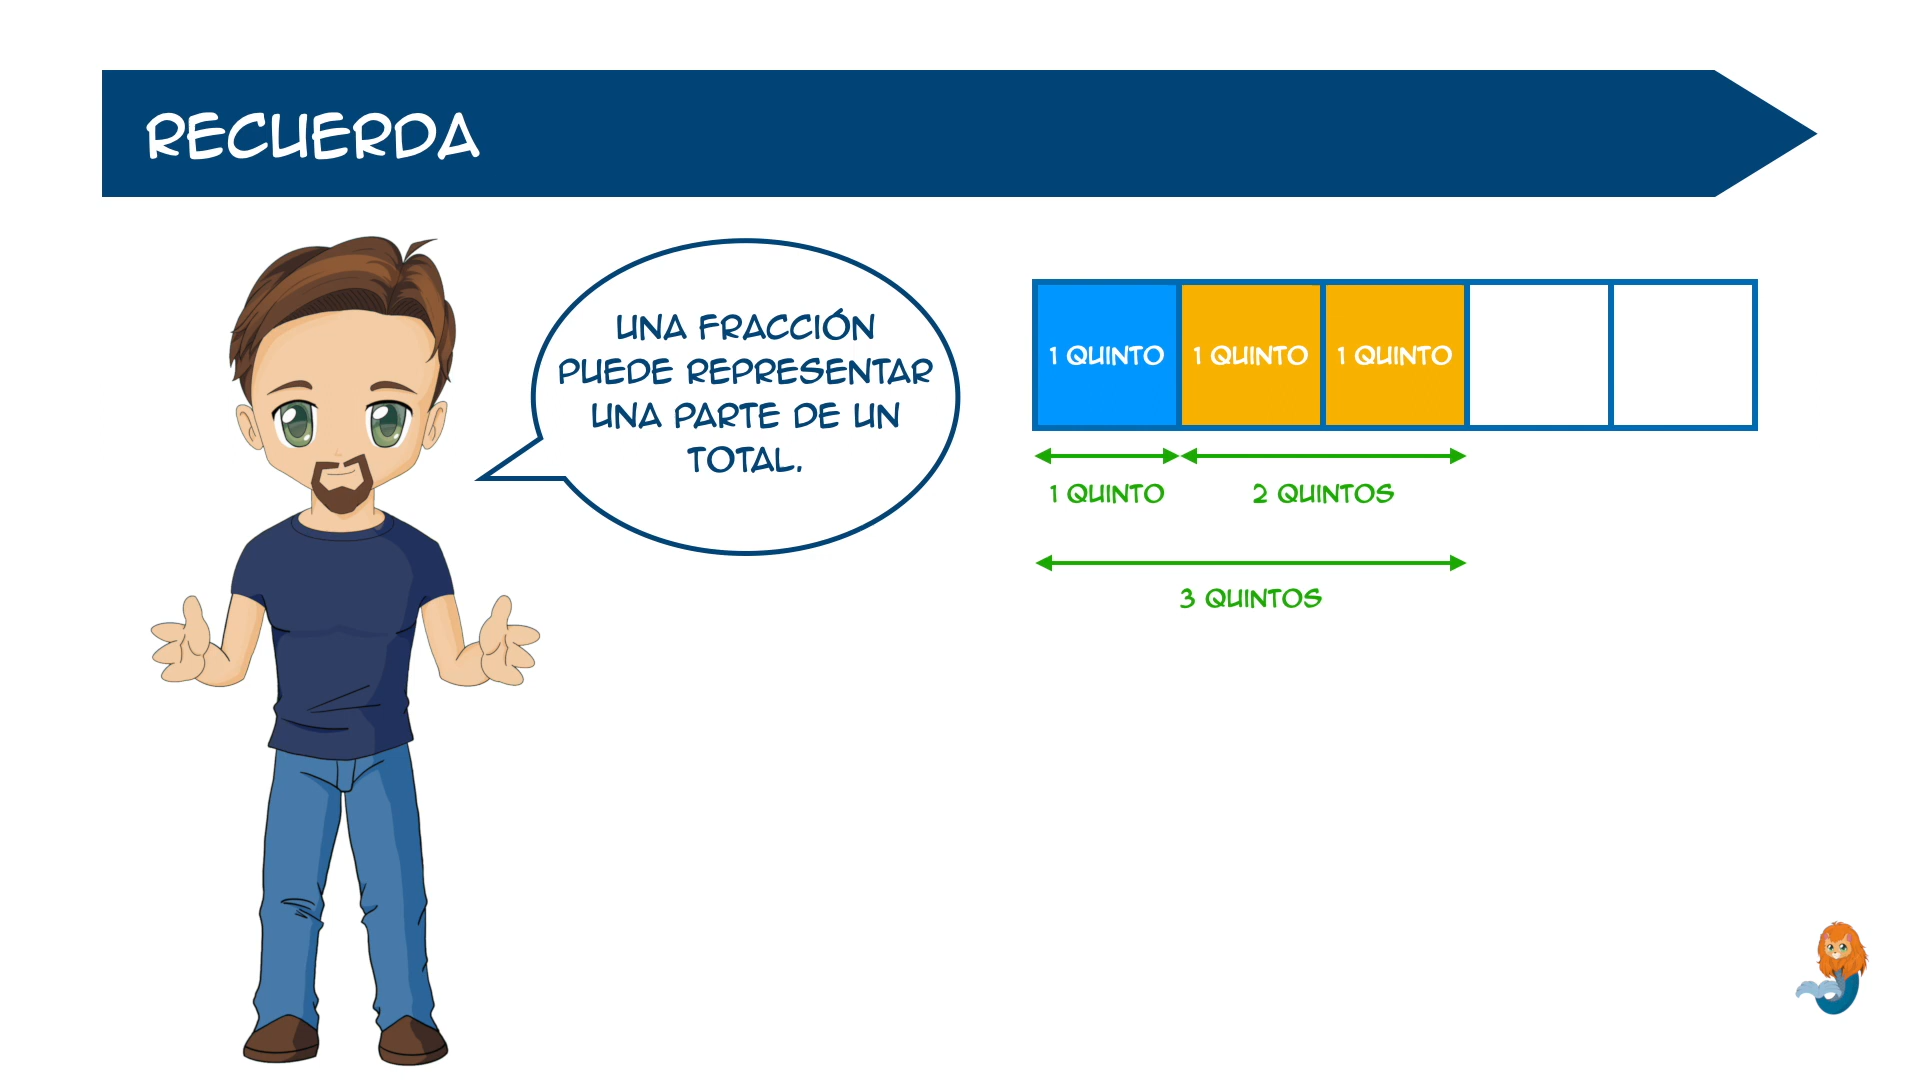 RECUERDA
UNA FRACCIÓN
PUEDE REPRESENTAR
UNA PARTE DE UN
TOTAL.
1 QUINTO 1 QUINTO 1 QUINTO
1 QUINTO 2 QUINTOS
3 QUINTOS